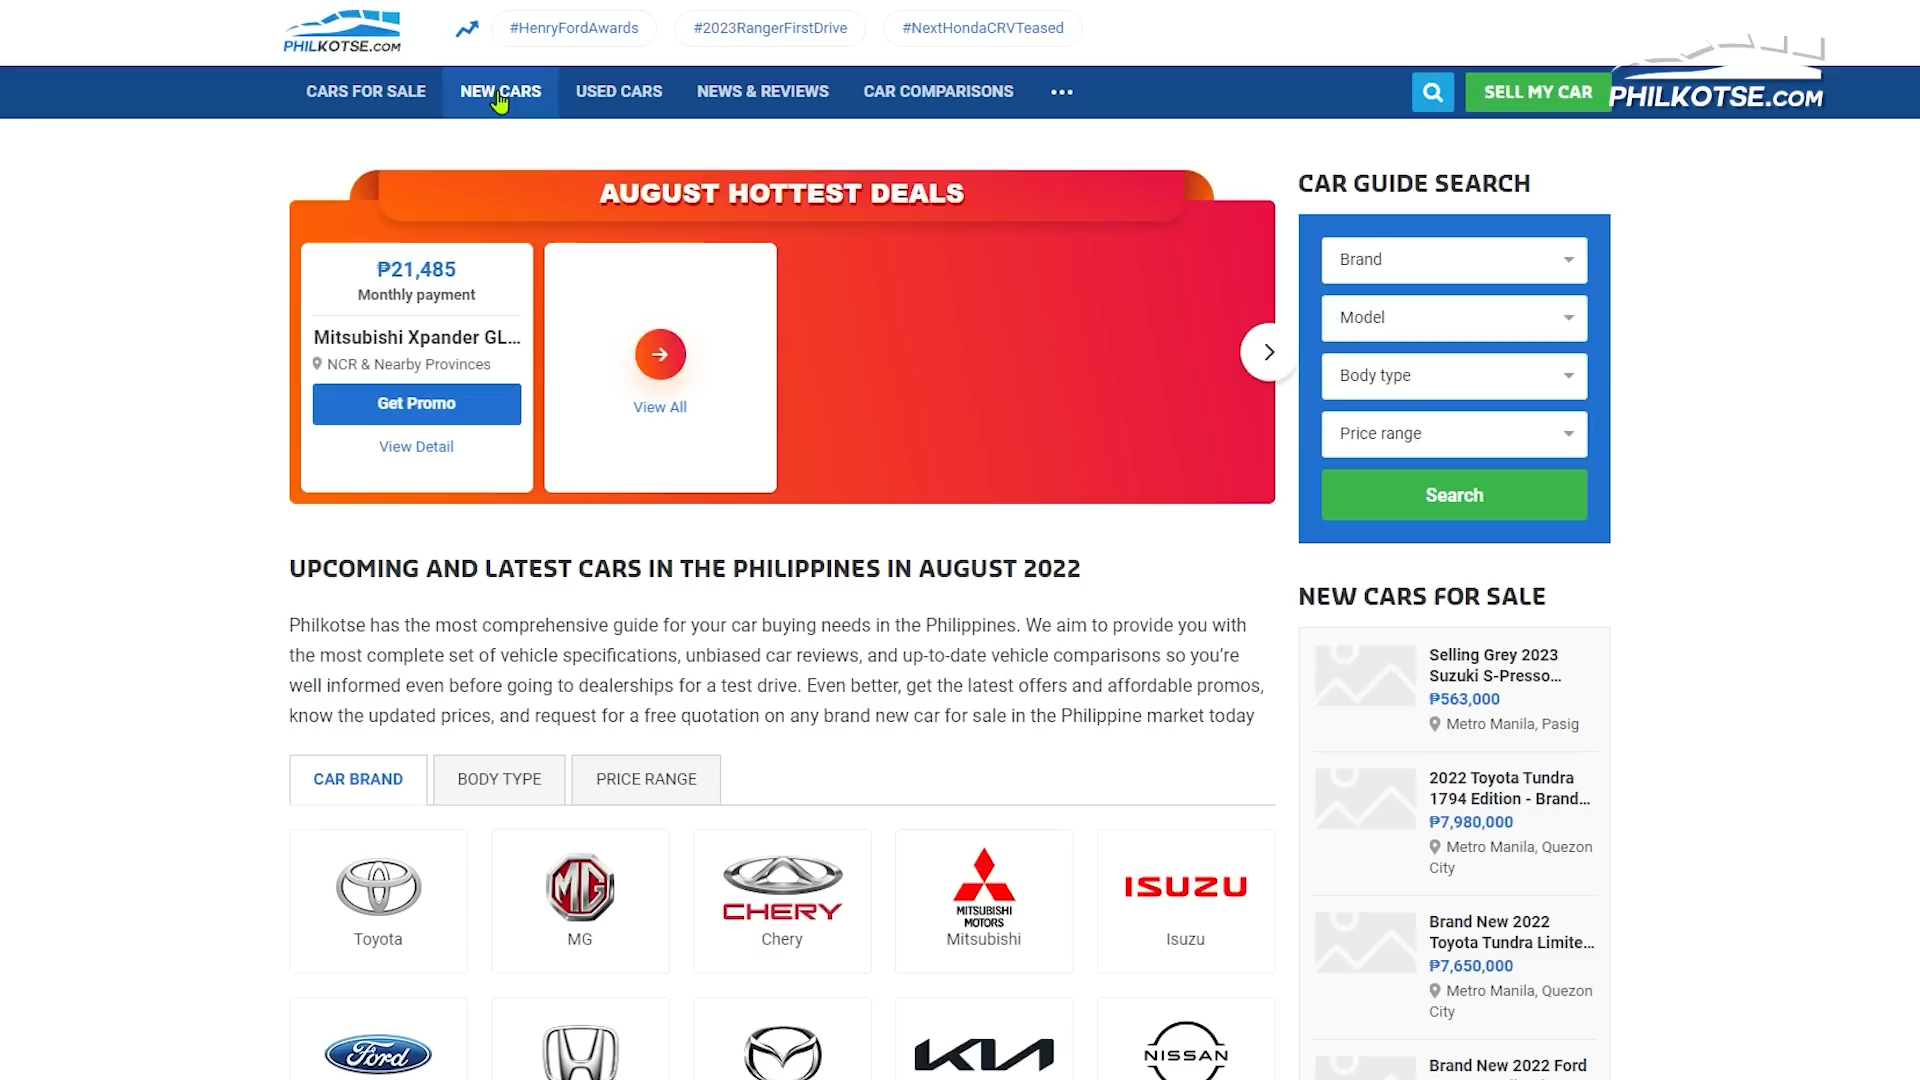 PHILKOTSE.COM
#HenryFordAwards
#2023RangerFirstDrive
#NextHondaCRVTeased
CARS FOR SALE
NEW CARS
USED CARS
NEWS & REVIEWS
CAR COMPARISONS
SELL MY CAR
PHILKOTSE.COM
AUGUST HOTTEST DEALS
₱21,485
Monthly payment
Mitsubishi Xpander GL...
NCR & Nearby Provinces
Get Promo
View Detail
View All
CAR GUIDE SEARCH
Brand
Model
Body type
Price range
Search
UPCOMING AND LATEST CARS IN THE PHILIPPINES IN AUGUST 2022
Philkotse has the most comprehensive guide for your car buying needs in the Philippines. We aim to provide you with
the most complete set of vehicle specifications, unbiased car reviews, and up-to-date vehicle comparisons so you’re
well informed even before going to dealerships for a test drive. Even better, get the latest offers and affordable promos,
know the updated prices, and request for a free quotation on any brand new car for sale in the Philippine market today
CAR BRAND
BODY TYPE
PRICE RANGE
Toyota
MG
MG
CHERY
Chery
MITSUBISHI
MOTORS
Mitsubishi
ISUZU
Isuzu
Ford
KIA
NISSAN
NEW CARS FOR SALE
Selling Grey 2023
Suzuki S-Presso...
₱563,000
Metro Manila, Pasig
2022 Toyota Tundra
1794 Edition - Brand...
₱7,980,000
Metro Manila, Quezon
City
Brand New 2022
Toyota Tundra Limite...
₱7,650,000
Metro Manila, Quezon
City
Brand New 2022 Ford